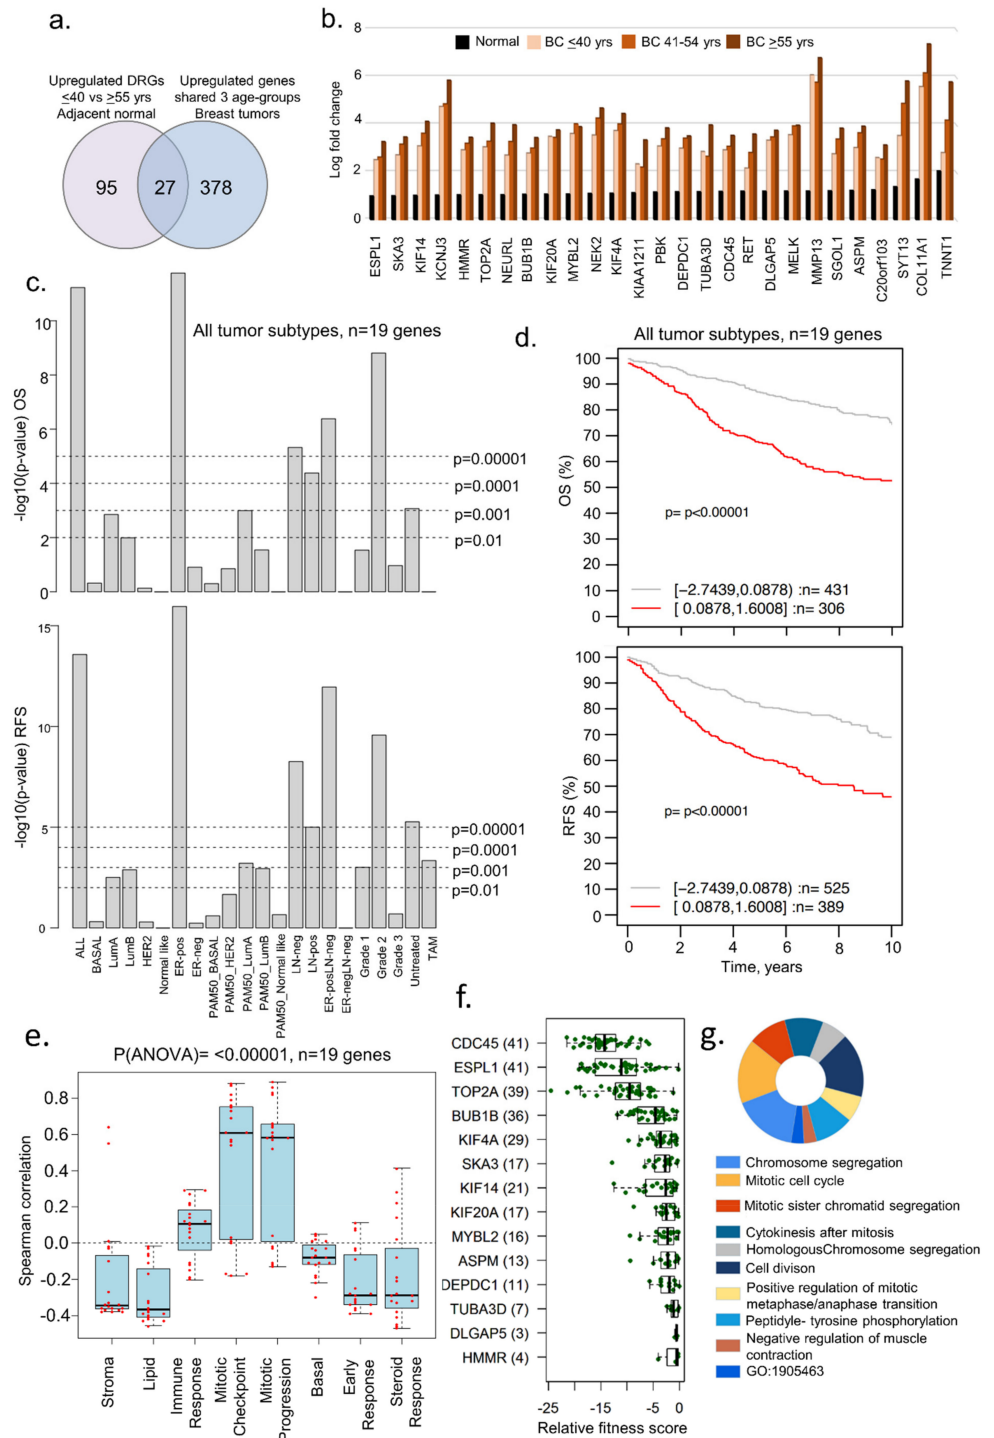 a.
Upregulated DRGs
≤40 vs ≥55 yrs
Adjacent normal
Upregulated genes
shared 3 age-groups
Breast tumors
95
27
378
b.
Normal
BC ≤40 yrs
BC 41-54 yrs
BC ≥55 yrs
Log fold change
8
6
4
2
0
ESPL1
SKA3
KIF14
KCNJ3
HMMR
TOP2A
NEURL
BUB1B
KIF20A
MYBL2
NEK2
KIF4A
KIAA1211
PBK
DEPDC1
TUBA3D
CDC45
RET
DLGAP5
MELK
MMP13
SGOL1
ASPM
C20orf103
SYT13
COL11A1
TNNT1
c.
All tumor subtypes, n=19 genes
-log10(p-value) OS
10
8
6
4
2
0
p=0.00001
p=0.0001
p=0.001
p=0.01
-log10(p-value) RFS
15
10
5
0
p=0.00001
p=0.0001
p=0.001
p=0.01
ALL
BASAL
LumA
LumB
HER2
Normal like
ER-pos
ER-neg
PAM50_BASAL
PAM50_HER2
PAM50_LumA
PAM50_LumB
PAM50_Normal like
LN-neg
LN-pos
ER-posLN-neg
ER-negLN-neg
Grade 1
Grade 2
Grade 3
Untreated
TAM
d.
All tumor subtypes, n=19 genes
OS (%)
100
90
80
70
60
50
40
30
20
10
0
p= p<0.00001
[-2.7439,0.0878) :n= 431
[ 0.0878,1.6008] :n= 306
RFS (%)
100
90
80
70
60
50
40
30
20
10
0
p= p<0.00001
[-2.7439,0.0878) :n= 525
[ 0.0878,1.6008] :n= 389
0 2 4 6 8 10
Time, years
e.
P(ANOVA)= <0.00001, n=19 genes
Spearman correlation
0.8
0.6
0.4
0.2
0.0
-0.2
-0.4
Stroma
Lipid
Immune
Response
Mitotic
Checkpoint
Mitotic
Progression
Basal
Early
Response
Steroid
Response
f.
CDC45 (41)
ESPL1 (41)
TOP2A (39)
BUB1B (36)
KIF4A (29)
SKA3 (17)
KIF14 (21)
KIF20A (17)
MYBL2 (16)
ASPM (13)
DEPDC1 (11)
TUBA3D (7)
DLGAP5 (3)
HMMR (4)
-25 -15 -5 0
Relative fitness score
g.
Chromosome segregation
Mitotic cell cycle
Mitotic sister chromatid segregation
Cytokinesis after mitosis
HomologousChromosome segregation
Cell divison
Positive regulation of mitotic
metaphase/anaphase transition
Peptidyle- tyrosine phosphorylation
Negative regulation of muscle
contraction
GO:1905463